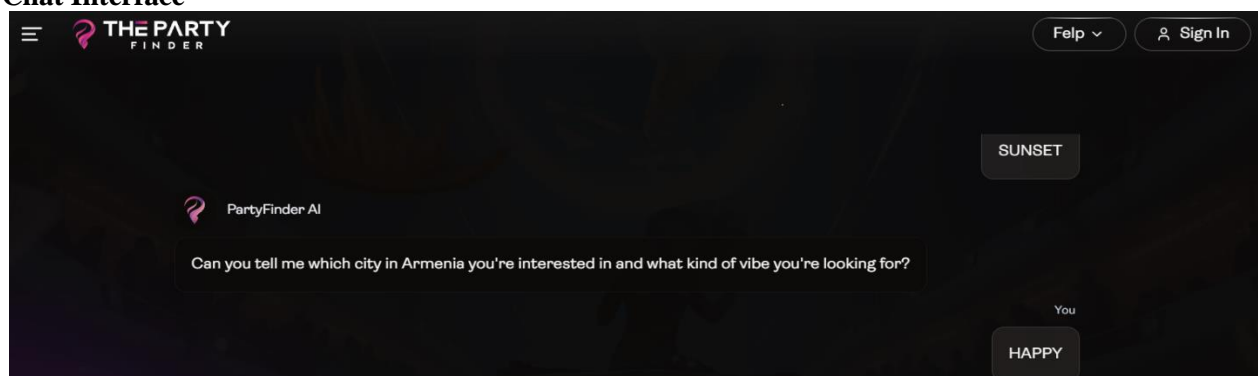 Chat Interface
THE PARTY
FINDER
Felp
Sign In
SUNSET
PartyFinder AI
Can you tell me which city in Armenia you're interested in and what kind of vibe you're looking for?
You
HAPPY